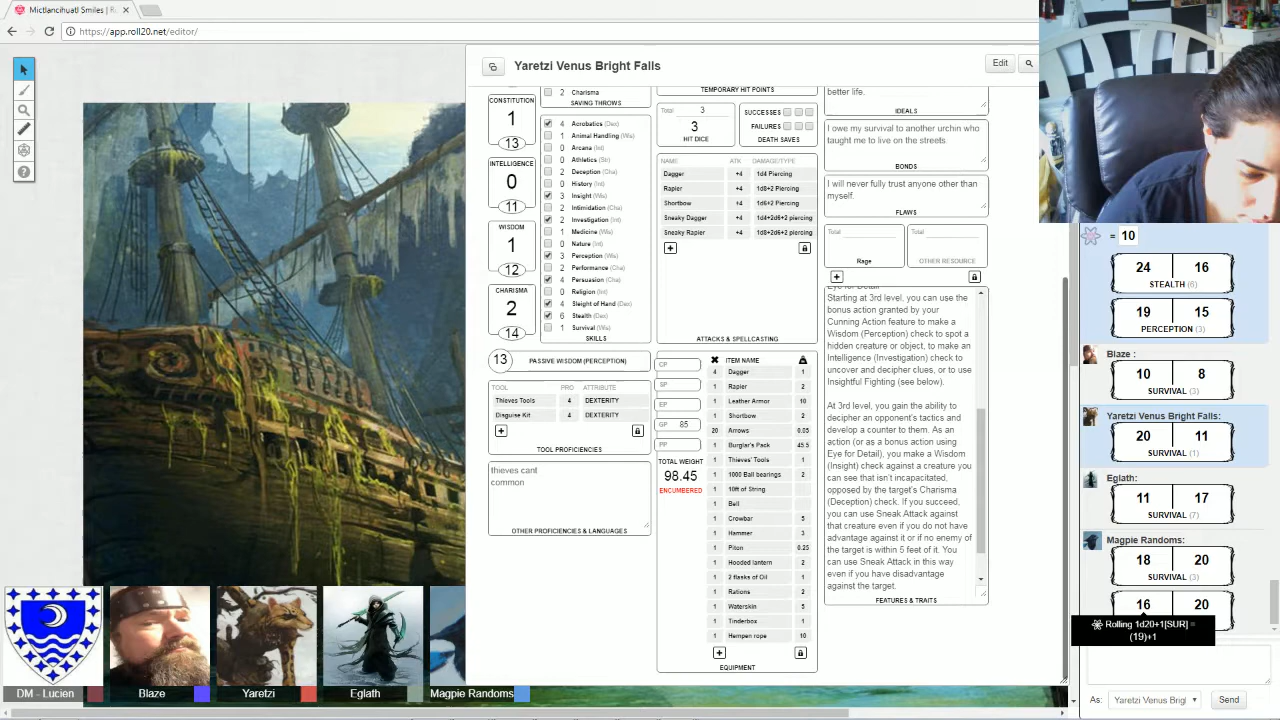 Mictlancihuatl Smiles | R
https://app.roll20.net/editor/
Yaretzi Venus Bright Falls
Edit
CONSTITUTION
1
13
INTELLIGENCE
0
11
WISDOM
1
12
CHARISMA
2
14
2 Charisma
SAVING THROWS
4 Acrobatics (Dex)
1 Animal Handling (Wis)
0 Arcana (Int)
0 Athletics (Str)
2 Deception (Cha)
0 History (Int)
3 Insight (Wis)
2 Intimidation (Cha)
2 Investigation (Int)
1 Medicine (Wis)
0 Nature (Int)
3 Perception (Wis)
2 Performance (Cha)
4 Persuasion (Cha)
0 Religion (Int)
4 Sleight of Hand (Dex)
6 Stealth (Dex)
1 Survival (Wis)
SKILLS
13 PASSIVE WISDOM (PERCEPTION)
TOOL PRO ATTRIBUTE
Thieves Tools 4 DEXTERITY
Disguise Kit 4 DEXTERITY
TOOL PROFICIENCIES
thieves cant
common
OTHER PROFICIENCIES & LANGUAGES
TEMPORARY HIT POINTS
Total 3
3
HIT DICE
SUCCESSES
FAILURES
DEATH SAVES
NAME ATK DAMAGE/TYPE
Dagger +4 1d4 Piercing
Rapier +4 1d8+2 Piercing
Shortbow +4 1d6+2 Piercing
Sneaky Dagger +4 1d4+2d6+2 piercing
Sneaky Rapier +4 1d8+2d6+2 piercing
ATTACKS & SPELLCASTING
CP
SP
EP
GP 85
PP
TOTAL WEIGHT
98.45
ENCUMBERED
ITEM NAME
4 Dagger 1
1 Rapier 2
1 Leather Armor 10
1 Shortbow 2
20 Arrows 0.05
1 Burglar's Pack 45.5
1 Thieves' Tools 1
1 1000 Ball bearings 2
1 10ft of String
1 Bell
1 Crowbar 5
1 Hammer 3
1 Piton 0.25
1 Hooded lantern 2
1 2 flasks of Oil 1
1 Rations 2
1 Waterskin 5
1 Tinderbox 1
1 Hempen rope 10
EQUIPMENT
better life.
IDEALS
I owe my survival to another urchin who
taught me to live on the streets.
BONDS
I will never fully trust anyone other than
myself.
FLAWS
Total
Rage
Total
OTHER RESOURCE
Eye for Detail
Starting at 3rd level, you can use the
bonus action granted by your
Cunning Action feature to make a
Wisdom (Perception) check to spot a
hidden creature or object, to make an
Intelligence (Investigation) check to
uncover and decipher clues, or to use
Insightful Fighting (see below).
At 3rd level, you gain the ability to
decipher an opponent's tactics and
develop a counter to them. As an
action (or as a bonus action using
Eye for Detail), you make a Wisdom
(Insight) check against a creature you
can see that isn't incapacitated,
opposed by the target's Charisma
(Deception) check. If you succeed,
you can use Sneak Attack against
that creature even if you do not have
advantage against it or if no enemy of
the target is within 5 feet of it. You
can use Sneak Attack in this way
even if you have disadvantage
against the target.
FEATURES & TRAITS
= 10
24 16
STEALTH (6)
19 15
PERCEPTION (3)
Blaze :
10 8
SURVIVAL (3)
Yaretzi Venus Bright Falls:
20 11
SURVIVAL (1)
Eglath:
11 17
SURVIVAL (7)
Magpie Randoms:
18 20
SURVIVAL (3)
16 20
Rolling 1d20+1[SUR] =
(19)+1
As: Yaretzi Venus Brigl
Send
DM - Lucien
Blaze
Yaretzi
Eglath
Magpie Randoms